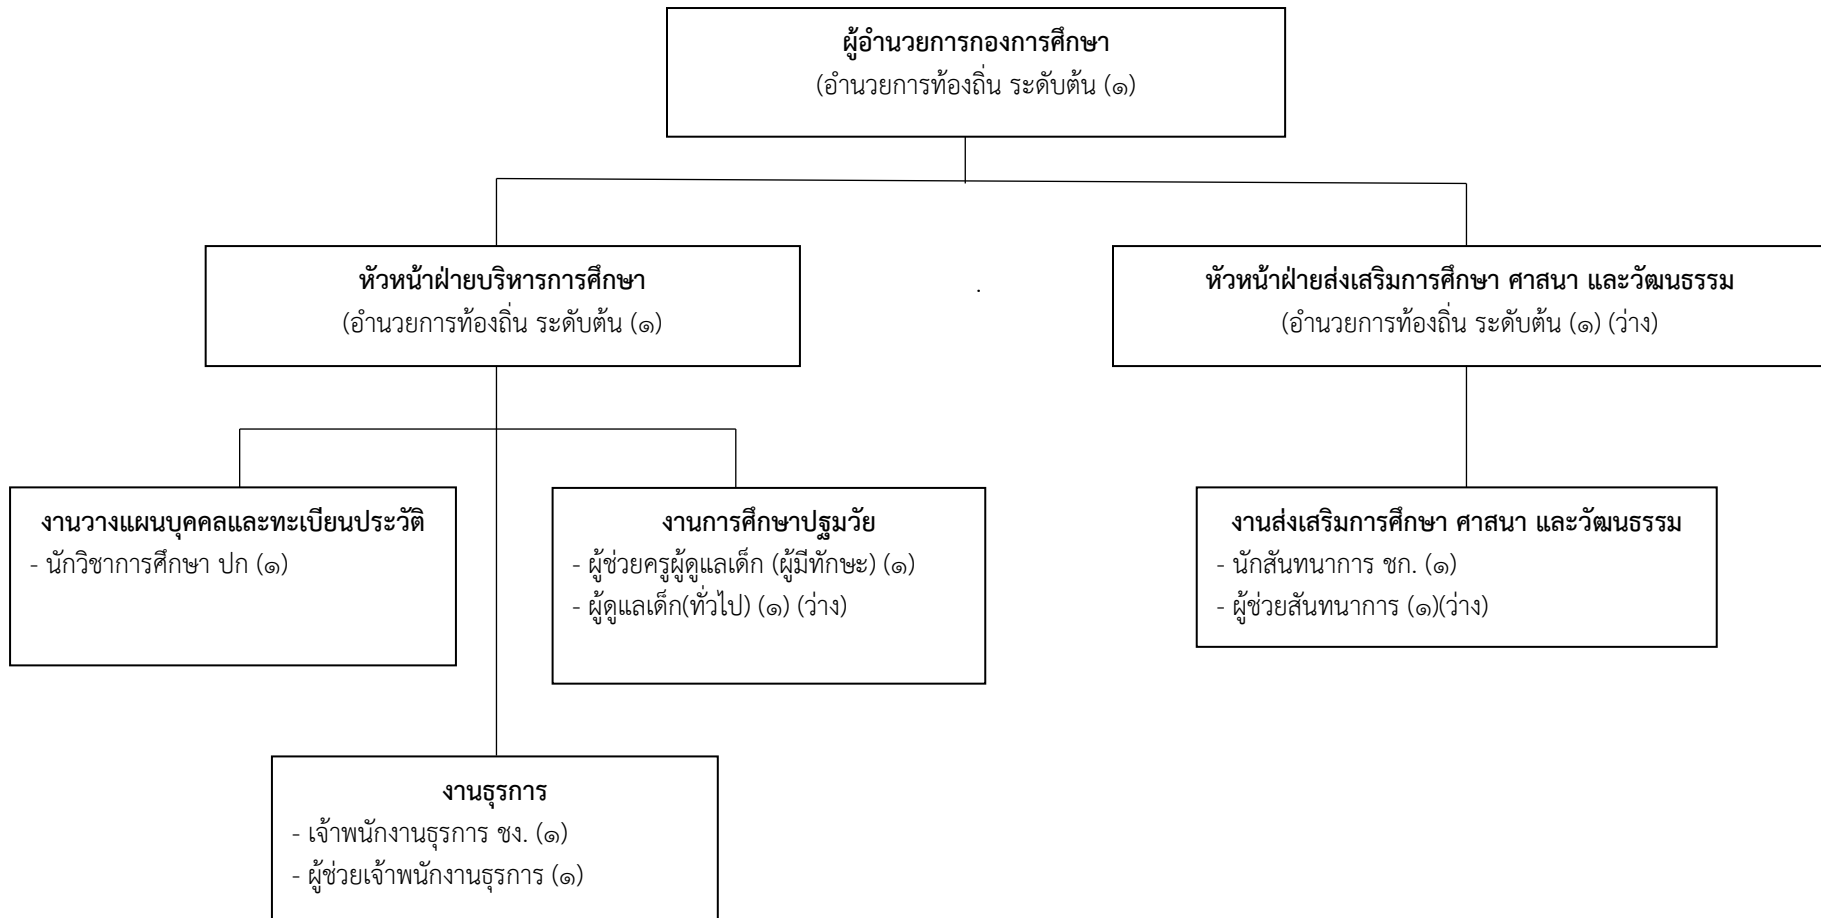 ผู้อำนวยการกองการศึกษา
(อำนวยการท้องถิ่น ระดับต้น (๑)
หัวหน้าฝ่ายบริหารการศึกษา
(อำนวยการท้องถิ่น ระดับต้น (๑)
หัวหน้าฝ่ายส่งเสริมการศึกษา ศาสนา และวัฒนธรรม
(อำนวยการท้องถิ่น ระดับต้น (๑) (ว่าง)
งานวางแผนบุคคลและทะเบียนประวัติ
- นักวิชาการศึกษา ปก (๑)
งานการศึกษาปฐมวัย
- ผู้ช่วยครูผู้ดูแลเด็ก (ผู้มีทักษะ) (๑)
- ผู้ดูแลเด็ก(ทั่วไป) (๑) (ว่าง)
งานส่งเสริมการศึกษา ศาสนา และวัฒนธรรม
- นักสันทนาการ ชก. (๑)
- ผู้ช่วยสันทนาการ (๑)(ว่าง)
งานธุรการ
- เจ้าพนักงานธุรการ ชง. (๑)
- ผู้ช่วยเจ้าพนักงานธุรการ (๑)